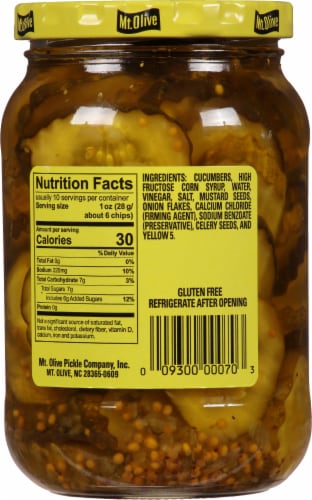 Mt. Olive
Mt. Olive
Mt. Olive
Nutrition Facts
usually 10 servings per container
Serving size 1 oz (28 g/
about 6 chips)
Amount per serving
Calories 30
% Daily Value
Total Fat 0g 0%
Sodium 220mg 10%
Total Carbohydrate 7g 3%
Total Sugars 7g
Includes 6g Added Sugars 12%
Protein 0g
Not a significant source of saturated fat,
trans fat, cholesterol, dietary fiber, vitamin D,
calcium, iron and potassium.
Mt. Olive Pickle Company, Inc.
MT. OLIVE, NC 28365-0609
INGREDIENTS: CUCUMBERS, HIGH
FRUCTOSE CORN SYRUP, WATER,
VINEGAR, SALT, MUSTARD SEEDS,
ONION FLAKES, CALCIUM CHLORIDE
(FIRMING AGENT), SODIUM BENZOATE
(PRESERVATIVE), CELERY SEEDS, AND
YELLOW 5.
GLUTEN FREE
REFRIGERATE AFTER OPENING
0 09300 00070 3